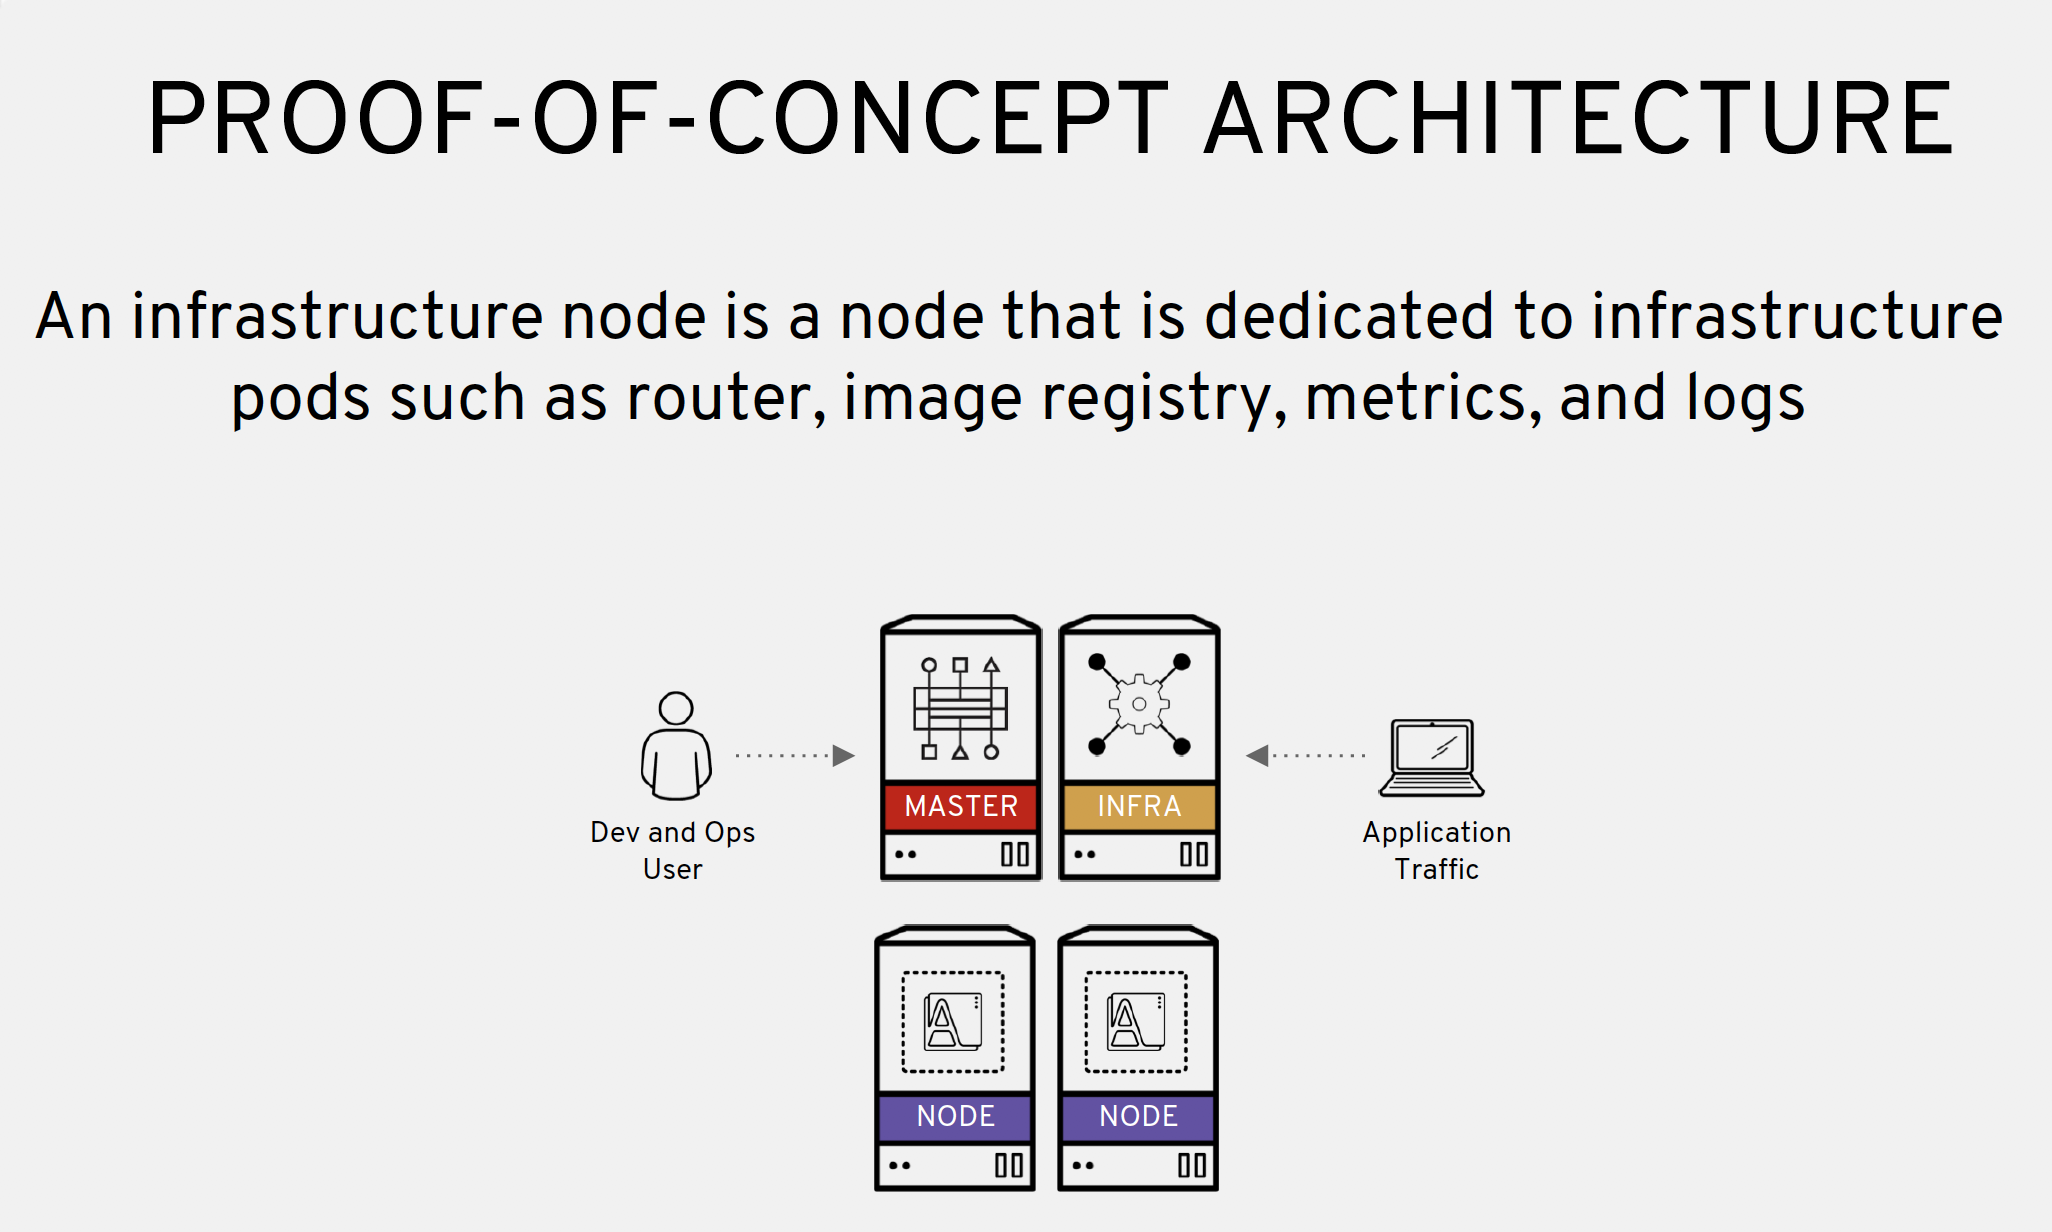 PROOF-OF-CONCEPT ARCHITECTURE
An infrastructure node is a node that is dedicated to infrastructure
pods such as router, image registry, metrics, and logs
MASTER
INFRA
Dev and Ops
User
Application
Traffic
NODE
NODE